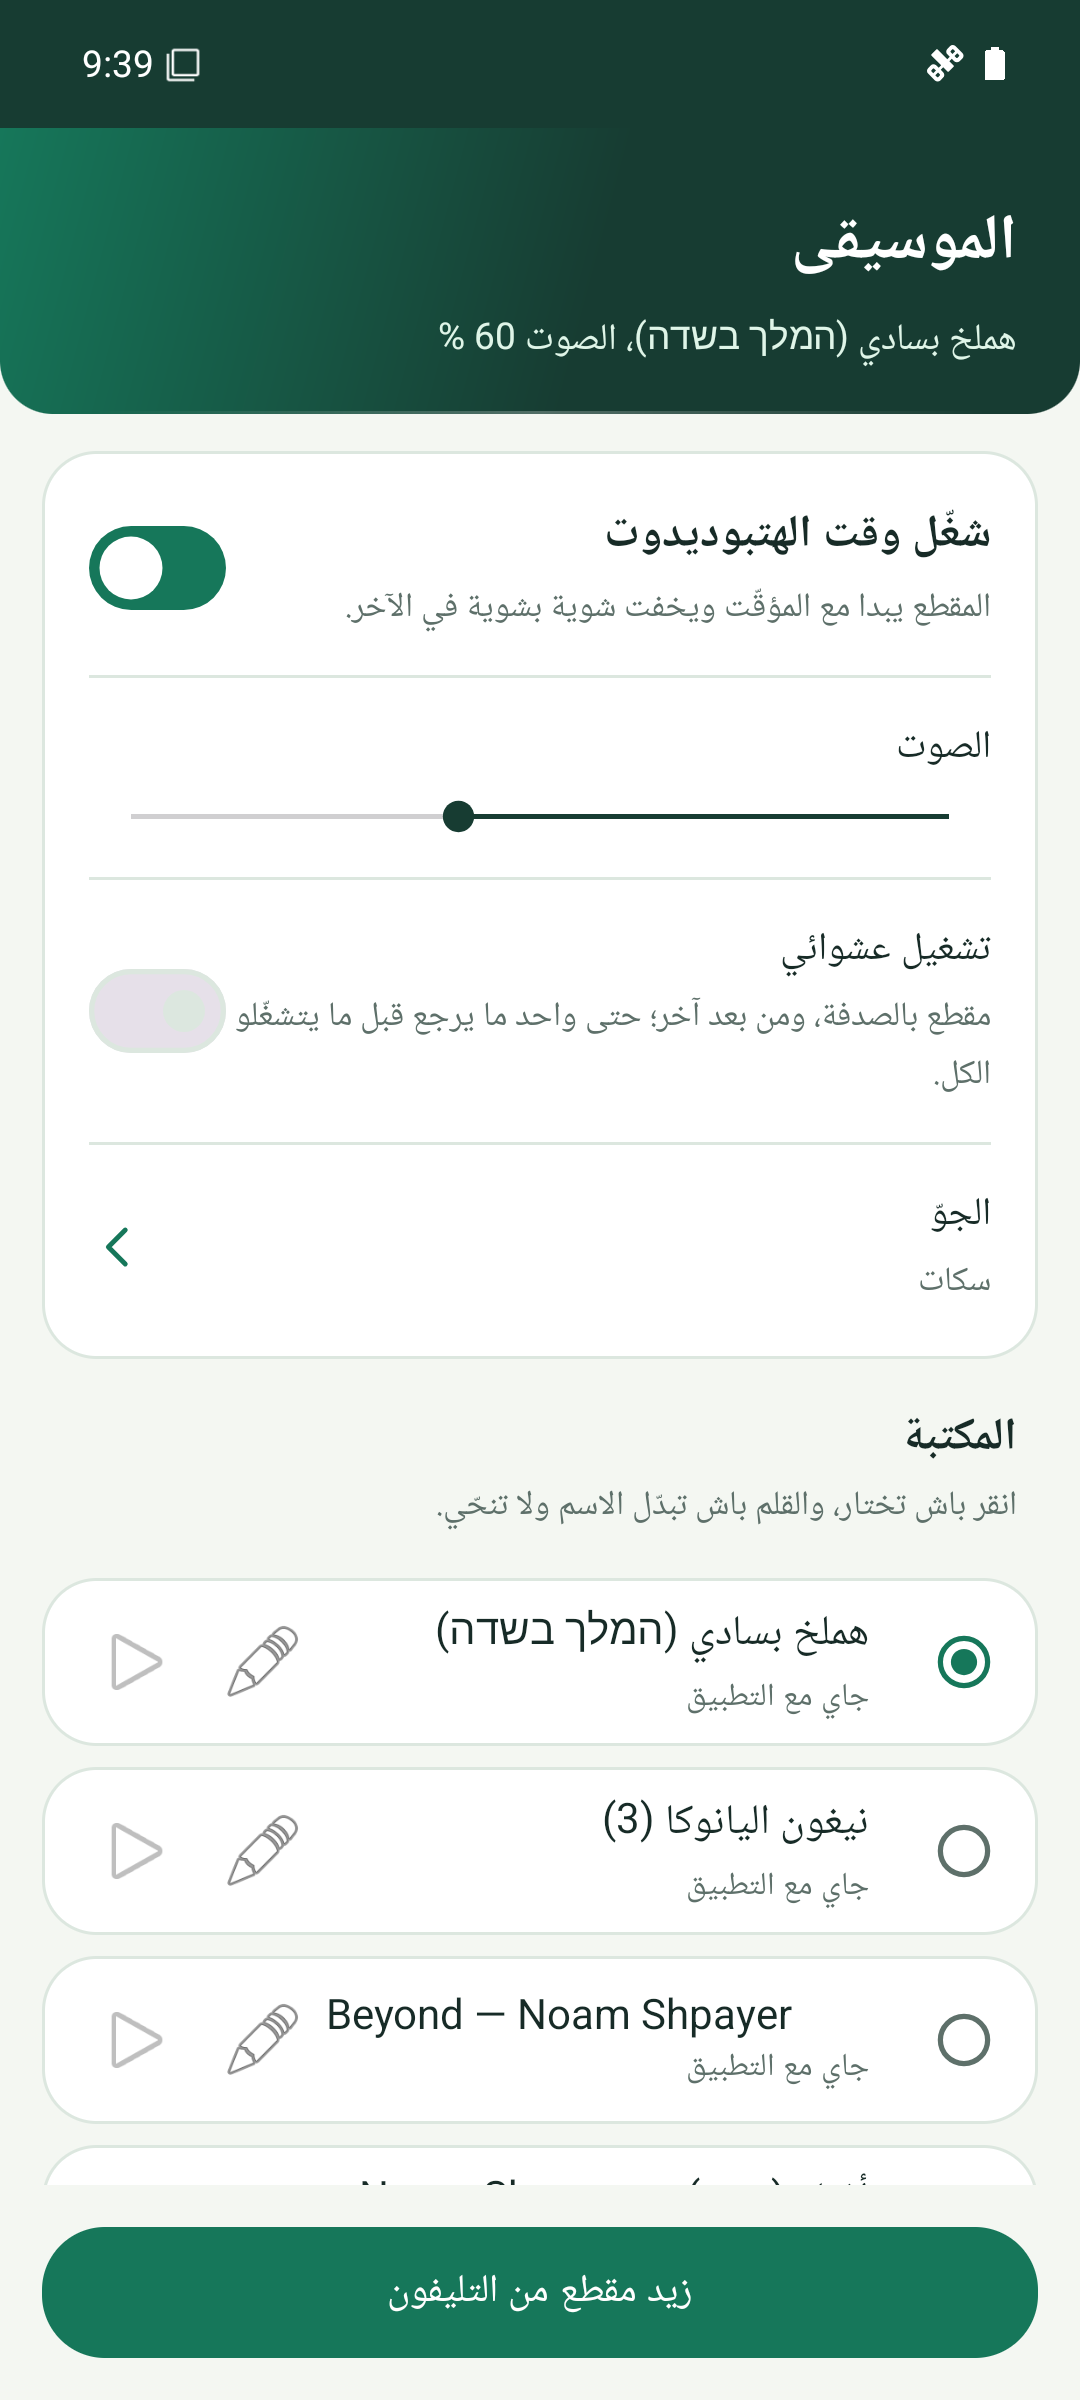 9:39
الموسيقى
هملخ بسادي (המלך בשדה)، الصوت 60 %
شغّل وقت الهتبوديدوت
المقطع يبدا مع المؤقّت ويخفت شوية بشوية في الآخر.
الصوت
تشغيل عشوائي
مقطع بالصدفة، ومن بعد آخر؛ حتى واحد ما يرجع قبل ما يتشغّلو
الكل.
الجوّ
سكات
المكتبة
انقر باش تختار، والقلم باش تبدّل الاسم ولا تنحّي.
هملخ بسادي (המלך בשדה)
جاي مع التطبيق
نيغون اليانوكا (3)
جاي مع التطبيق
Beyond — Noam Shpayer
جاي مع التطبيق
زيد مقطع من التليفون